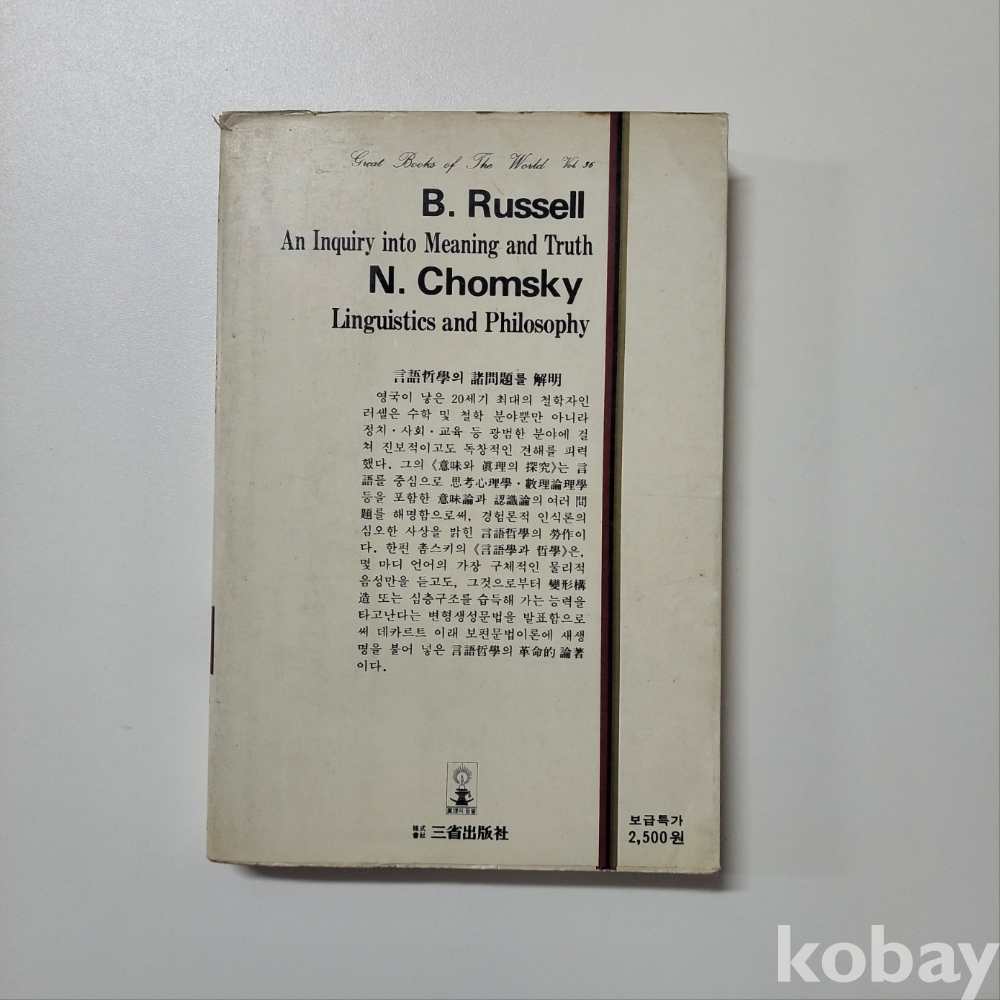 Great Books of The World Vol. 36
B. Russell
An Inquiry into Meaning and Truth
N. Chomsky
Linguistics and Philosophy
言語哲學의 諸問題를 解明
영국이 낳은 20세기 최대의 철학자인
러셀은 수학 및 철학 분야뿐만 아니라
정치·사회·교육 등 광범한 분야에 걸
쳐 진보적이고도 독창적인 견해를 피력
했다. 그의 《意味와 眞理의 探究》는 言
語를 중심으로 思考心理學·數理論理學
등을 포함한 意味論과 認識論의 여러 問
題를 해명함으로써, 경험론적 인식론의
심오한 사상을 밝힌 言語哲學의 勞作이
다. 한편 촘스키의 《言語學과 哲學》은,
몇 마디 언어의 가장 구체적인 물리적
음성만을 듣고도, 그것으로부터 變形構
造 또는 심층구조를 습득해 가는 능력을
타고난다는 변형생성문법을 발표함으로
써 데카르트 이래 보편문법이론에 새생
명을 불어 넣은 言語哲學의 革命的 論著
이다.
眞理의 등불
株式會社 三省出版社
보급특가
2,500원
kobay